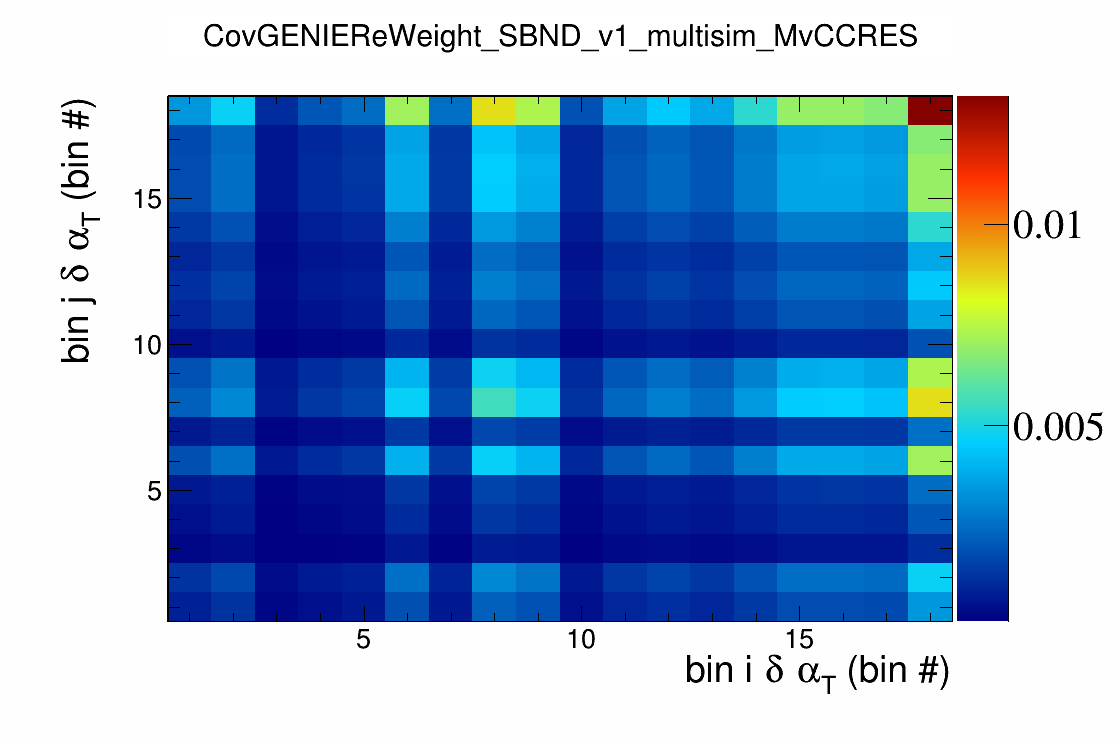 CovGENIEReWeight_SBND_v1_multisim_MvCCRES
bin j δ α_T (bin #)
15
10
5
0.01
0.005
5 10 15
bin i δ α_T (bin #)